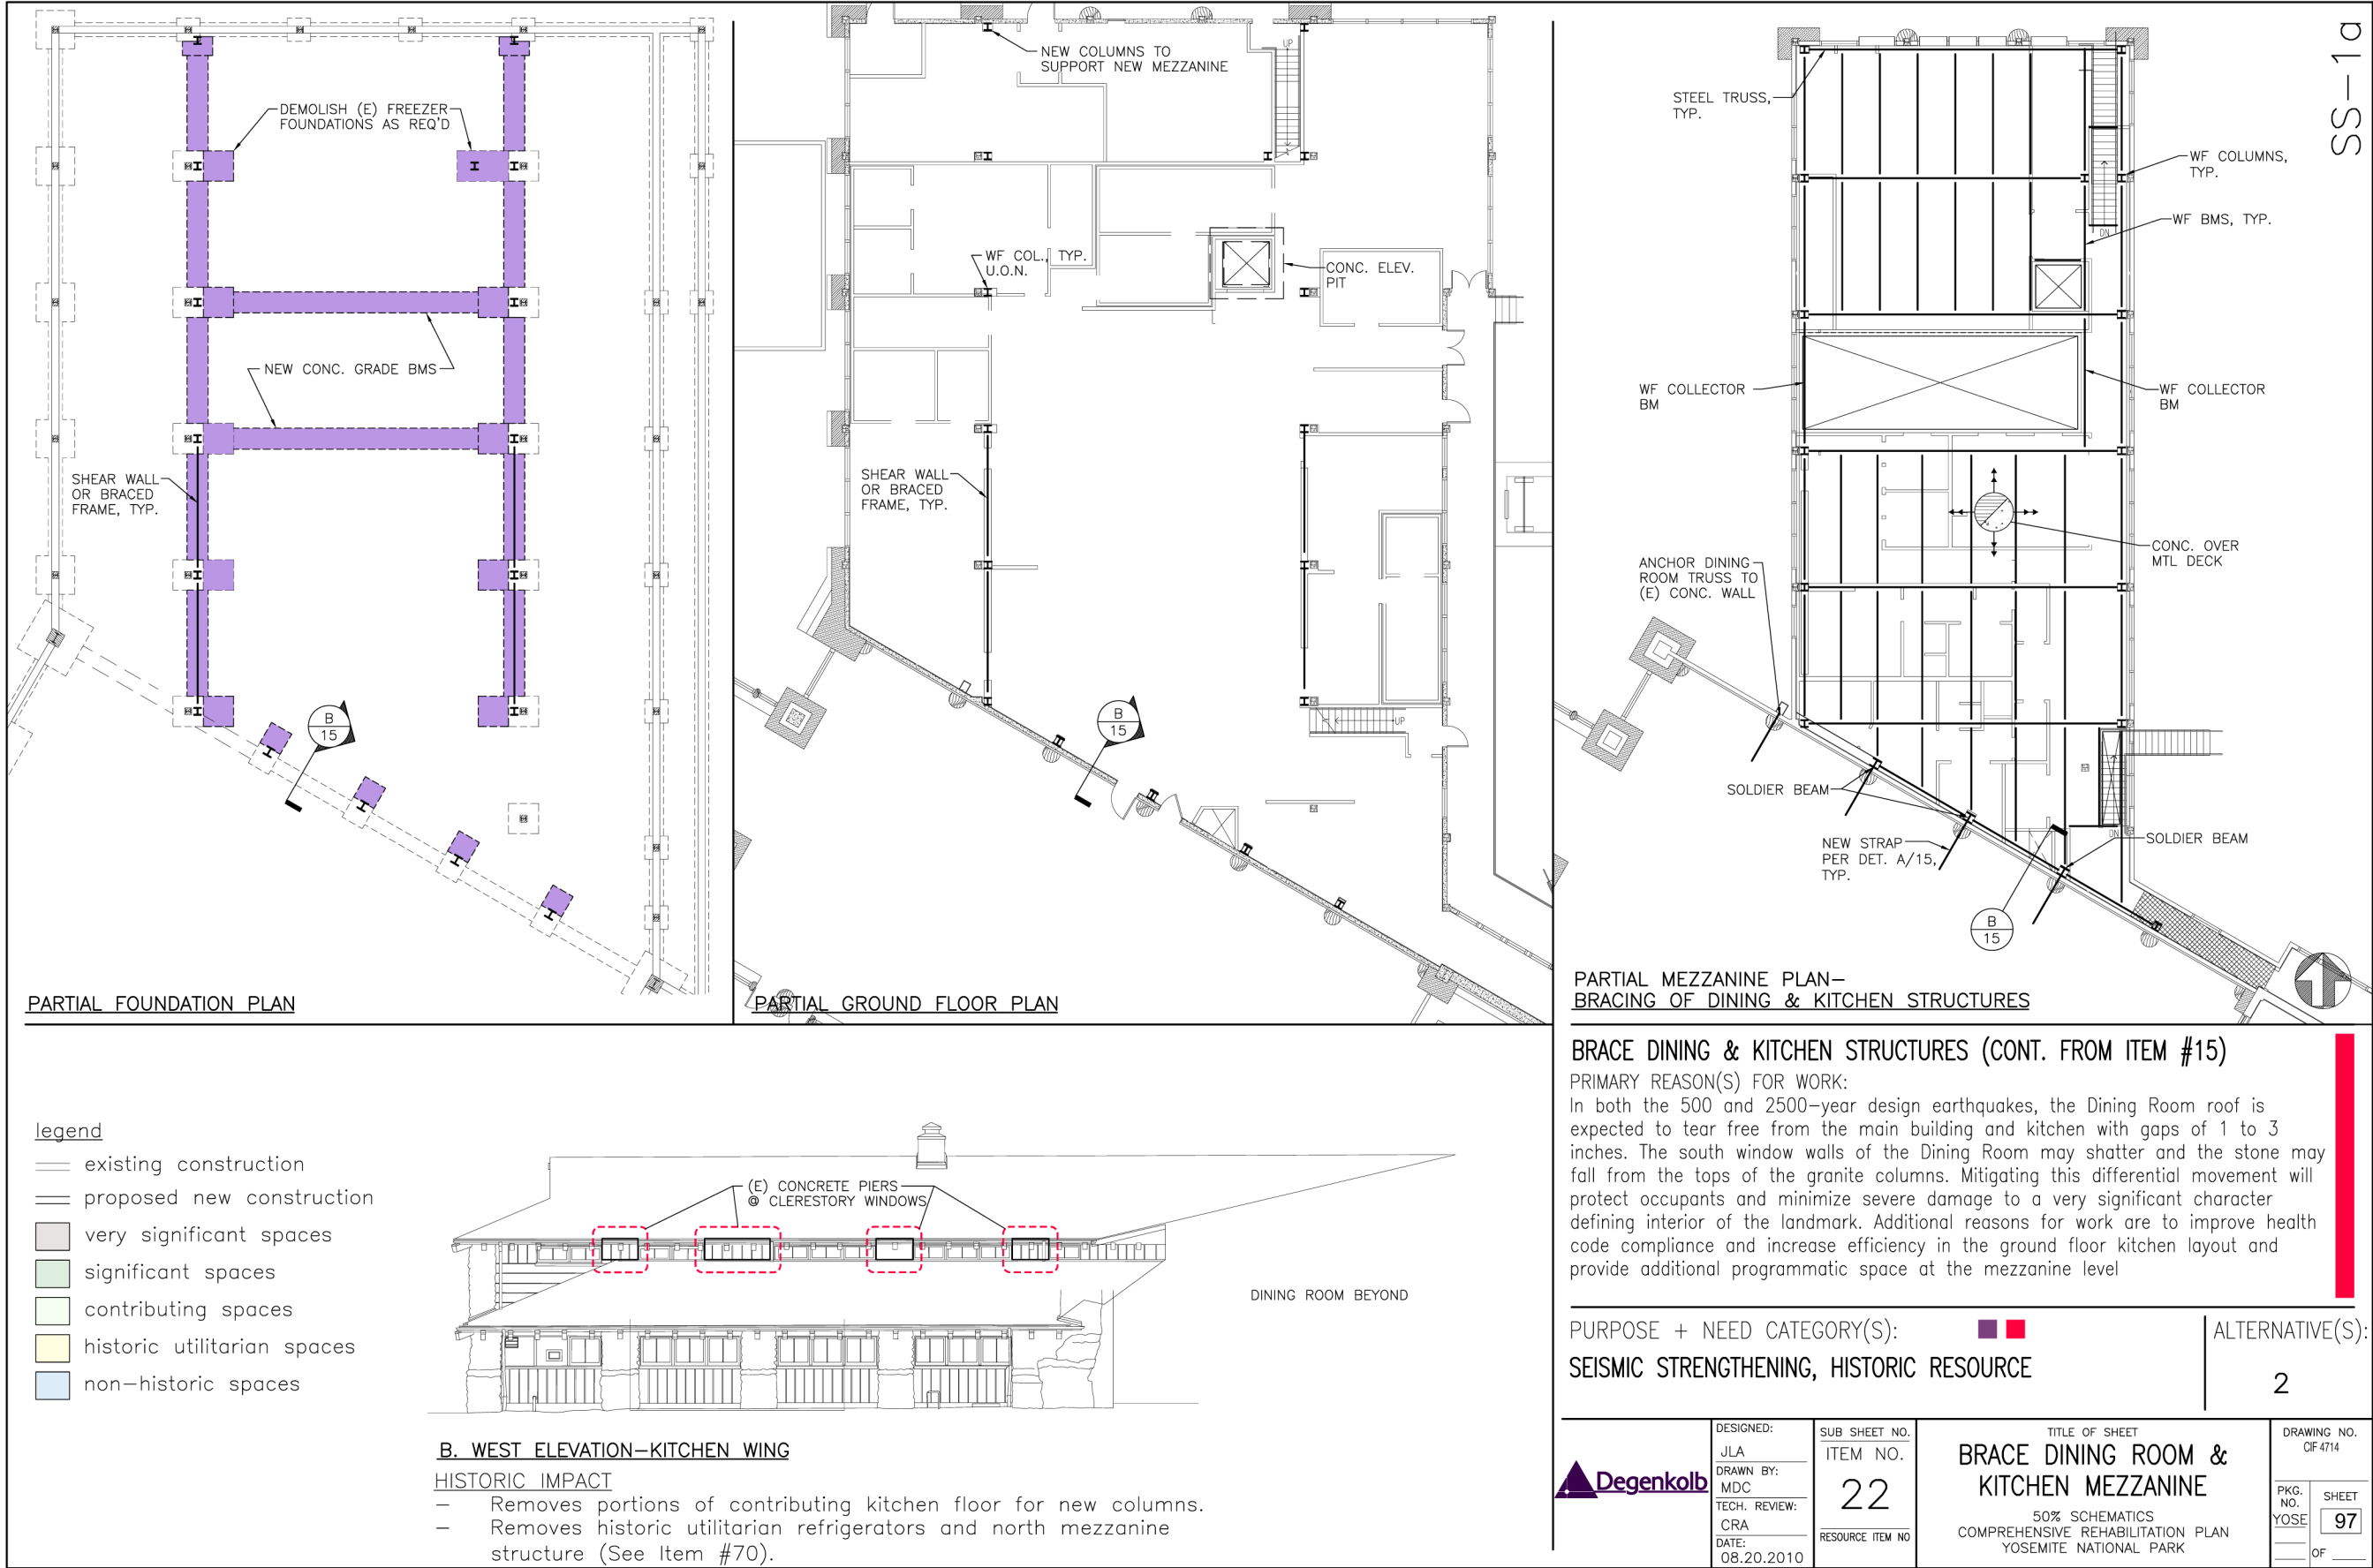 SS-1a
DEMOLISH (E) FREEZER
FOUNDATIONS AS REQ'D
NEW CONC. GRADE BMS
SHEAR WALL
OR BRACED
FRAME, TYP.
B
15
PARTIAL FOUNDATION PLAN
NEW COLUMNS TO
SUPPORT NEW MEZZANINE
UP
WF COL., TYP.
U.O.N.
CONC. ELEV.
PIT
SHEAR WALL
OR BRACED
FRAME, TYP.
UP
B
15
PARTIAL GROUND FLOOR PLAN
STEEL TRUSS,
TYP.
WF COLUMNS,
TYP.
WF BMS, TYP.
DN
WF COLLECTOR
BM
WF COLLECTOR
BM
CONC. OVER
MTL DECK
ANCHOR DINING
ROOM TRUSS TO
(E) CONC. WALL
SOLDIER BEAM
NEW STRAP
PER DET. A/15,
TYP.
DN
SOLDIER BEAM
B
15
PARTIAL MEZZANINE PLAN-
BRACING OF DINING & KITCHEN STRUCTURES
legend
existing construction
proposed new construction
very significant spaces
significant spaces
contributing spaces
historic utilitarian spaces
non-historic spaces
(E) CONCRETE PIERS
@ CLERESTORY WINDOWS
DINING ROOM BEYOND
B. WEST ELEVATION-KITCHEN WING
HISTORIC IMPACT
- Removes portions of contributing kitchen floor for new columns.
- Removes historic utilitarian refrigerators and north mezzanine
structure (See Item #70).
BRACE DINING & KITCHEN STRUCTURES (CONT. FROM ITEM #15)
PRIMARY REASON(S) FOR WORK:
In both the 500 and 2500-year design earthquakes, the Dining Room roof is
expected to tear free from the main building and kitchen with gaps of 1 to 3
inches. The south window walls of the Dining Room may shatter and the stone may
fall from the tops of the granite columns. Mitigating this differential movement will
protect occupants and minimize severe damage to a very significant character
defining interior of the landmark. Additional reasons for work are to improve health
code compliance and increase efficiency in the ground floor kitchen layout and
provide additional programmatic space at the mezzanine level
PURPOSE + NEED CATEGORY(S):
SEISMIC STRENGTHENING, HISTORIC RESOURCE
ALTERNATIVE(S):
2
Degenkolb
DESIGNED:
JLA
DRAWN BY:
MDC
TECH. REVIEW:
CRA
DATE:
08.20.2010
SUB SHEET NO.
ITEM NO.
22
RESOURCE ITEM NO
TITLE OF SHEET
BRACE DINING ROOM &
KITCHEN MEZZANINE
50% SCHEMATICS
COMPREHENSIVE REHABILITATION PLAN
YOSEMITE NATIONAL PARK
DRAWING NO.
CIF 4714
PKG.
NO.
YOSE
SHEET
97
OF